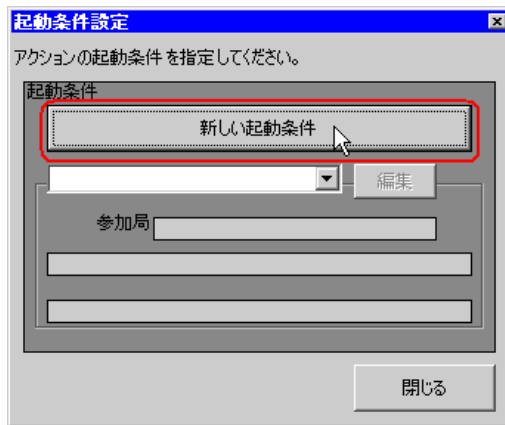 起動条件設定
アクションの起動条件を指定してください。
起動条件
新しい起動条件
編集
参加局
閉じる